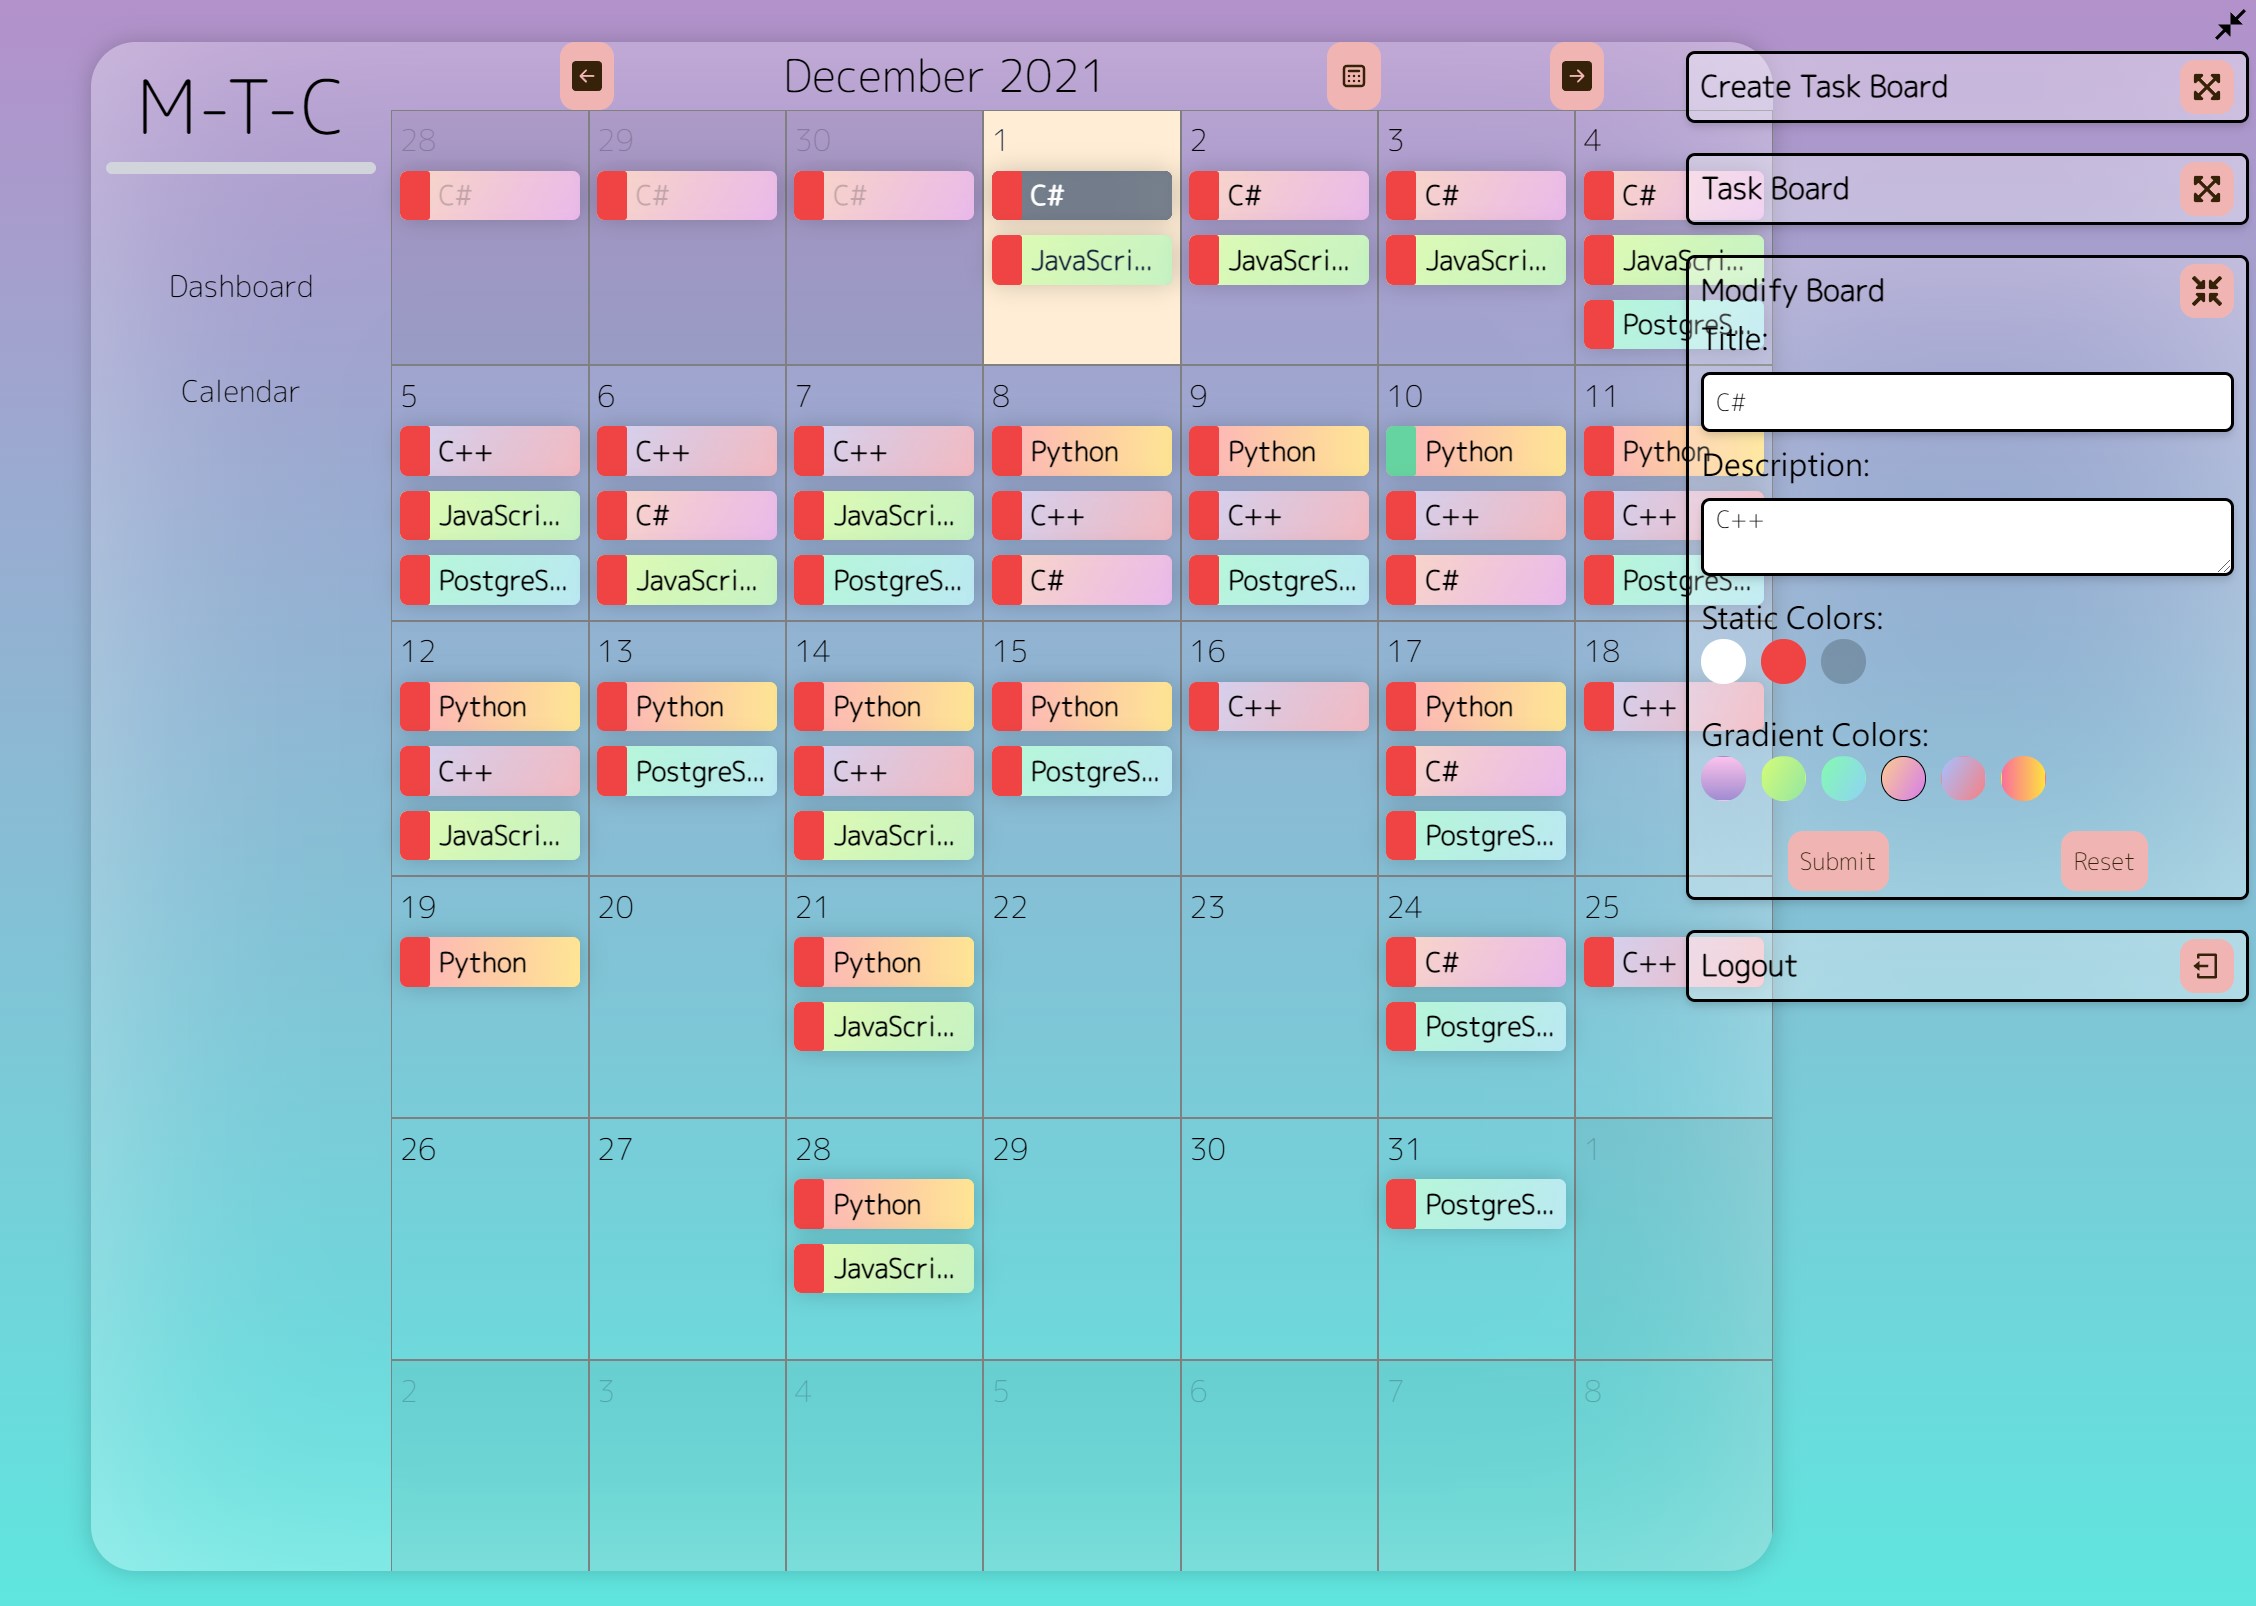 M-T-C
Dashboard
Calendar
December 2021
28 29 30 1 2 3 4
C# C# C# C# C# C# C#
JavaScri... JavaScri... JavaScri... JavaScri...
PostgreS...
5 6 7 8 9 10 11
C++ C++ C++ Python Python Python Python
JavaScri... C# JavaScri... C++ C++ C++ C++
PostgreS... JavaScri... PostgreS... C# PostgreS... C# PostgreS...
12 13 14 15 16 17 18
Python Python Python Python C++ Python C++
C++ PostgreS... C++ PostgreS... C#
JavaScri... JavaScri... PostgreS...
19 20 21 22 23 24 25
Python Python C# C++
JavaScri... PostgreS...
26 27 28 29 30 31 1
Python PostgreS...
JavaScri...
2 3 4 5 6 7 8
Create Task Board
Task Board
Modify Board
Title:
C#
Description:
C++
Static Colors:
Gradient Colors:
Submit Reset
Logout